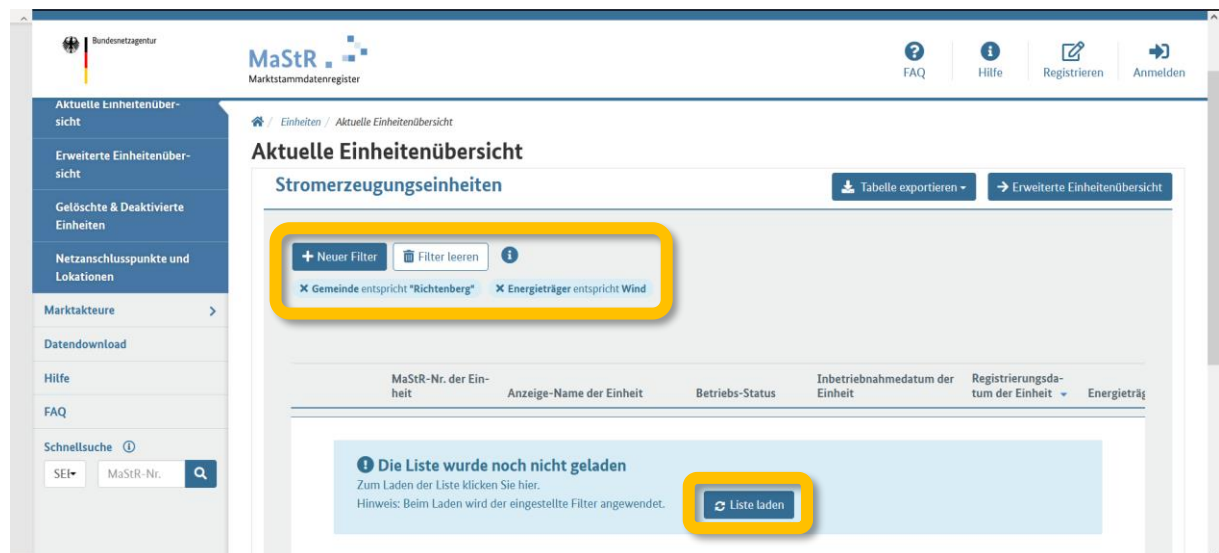 Bundesnetzagentur
MaStR
Marktstammdatenregister
FAQ
Hilfe
Registrieren
Anmelden
Aktuelle Einheitenüber-
sicht
Erweiterte Einheitenüber-
sicht
Gelöschte & Deaktivierte
Einheiten
Netzanschlusspunkte und
Lokationen
Marktakteure
Datendownload
Hilfe
FAQ
Schnellsuche
SEI
MaStR-Nr.
/ Einheiten / Aktuelle Einheitenübersicht
Aktuelle Einheitenübersicht
Stromerzeugungseinheiten
Tabelle exportieren
Erweiterte Einheitenübersicht
Neuer Filter
Filter leeren
Gemeinde entspricht "Richtenberg"
Energieträger entspricht Wind
MaStR-Nr. der Ein-
heit
Anzeige-Name der Einheit
Betriebs-Status
Inbetriebnahmedatum der
Einheit
Registrierungsda-
tum der Einheit
Energieträg
Die Liste wurde noch nicht geladen
Zum Laden der Liste klicken Sie hier.
Hinweis: Beim Laden wird der eingestellte Filter angewendet.
Liste laden